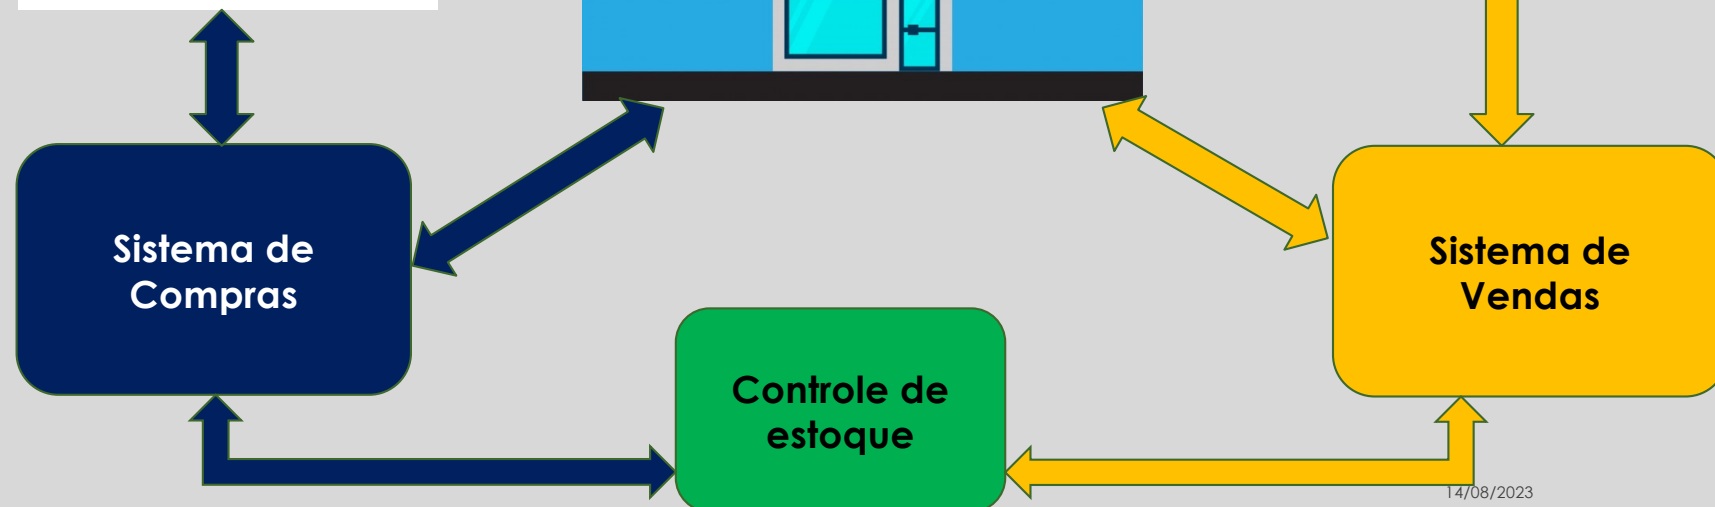 Sistema de
Compras
Sistema de
Vendas
Controle de
estoque
14/08/2023